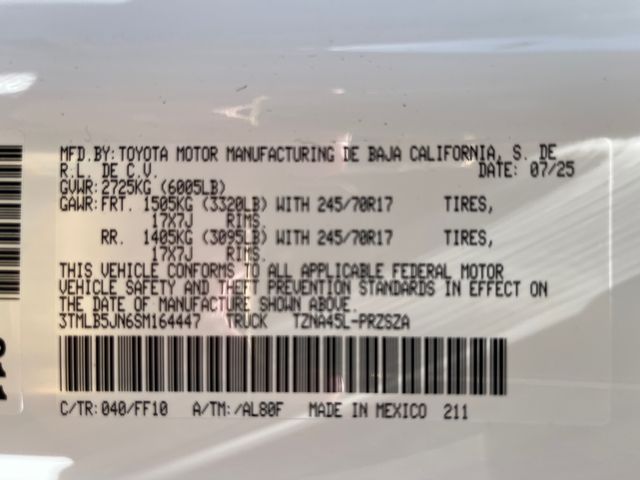 MFD.BY:TOYOTA MOTOR MANUFACTURING DE BAJA CALIFORNIA, S. DE
R.L. DE C.V. DATE: 07/25
GVWR:2725KG (6005LB)
GAWR:FRT. 1505KG (3320LB) WITH 245/70R17 TIRES,
17X7J RIMS.
RR. 1405KG (3095LB) WITH 245/70R17 TIRES,
17X7J RIMS.
THIS VEHICLE CONFORMS TO ALL APPLICABLE FEDERAL MOTOR
VEHICLE SAFETY AND THEFT PREVENTION STANDARDS IN EFFECT ON
THE DATE OF MANUFACTURE SHOWN ABOVE.
3TMLB5JN6SM164447 TRUCK TZNA45L-PRZSZA
C/TR:040/FF10 A/TM:/AL80F MADE IN MEXICO 211